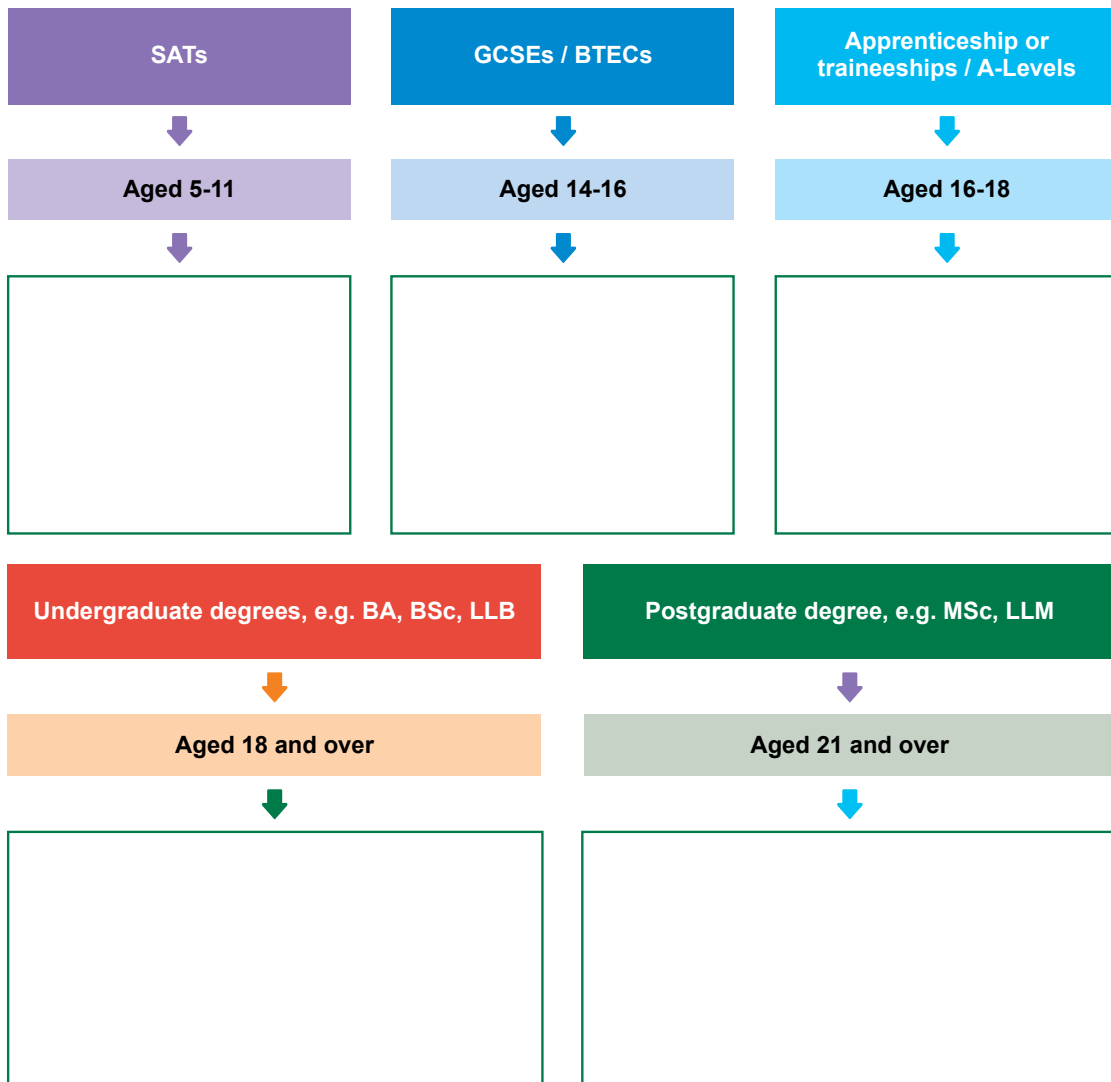 SATs
Aged 5-11
GCSEs / BTECs
Aged 14-16
Apprenticeship or
traineeships / A-Levels
Aged 16-18
Undergraduate degrees, e.g. BA, BSc, LLB
Aged 18 and over
Postgraduate degree, e.g. MSc, LLM
Aged 21 and over